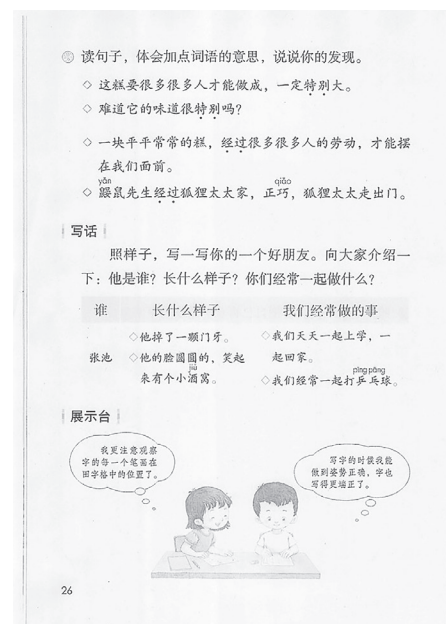 读句子，体会加点词语的意思，说说你的发现。
◇ 这糕要很多很多人才能做成，一定特别大。
◇ 难道它的味道很特别吗？
◇ 一块平平常常的糕，经过很多很多人的劳动，才能摆
在我们面前。
yǎn qiǎo
◇ 鼹鼠先生经过狐狸太太家，正巧，狐狸太太走出门。
写话
照样子，写一写你的一个好朋友。向大家介绍一
下：他是谁？长什么样子？你们经常一起做什么？
谁 长什么样子 我们经常做的事
◇他掉了一颗门牙。 ◇我们天天一起上学，一
张池 ◇他的脸圆圆的，笑起 起回家。
jiǔ pīng pāng
来有个小酒窝。 ◇我们经常一起打乒乓球。
展示台
我更注意观察
字的每一个笔画在
田字格中的位置了。
写字的时候我能
做到姿势正确，字也
写得更端正了。
26